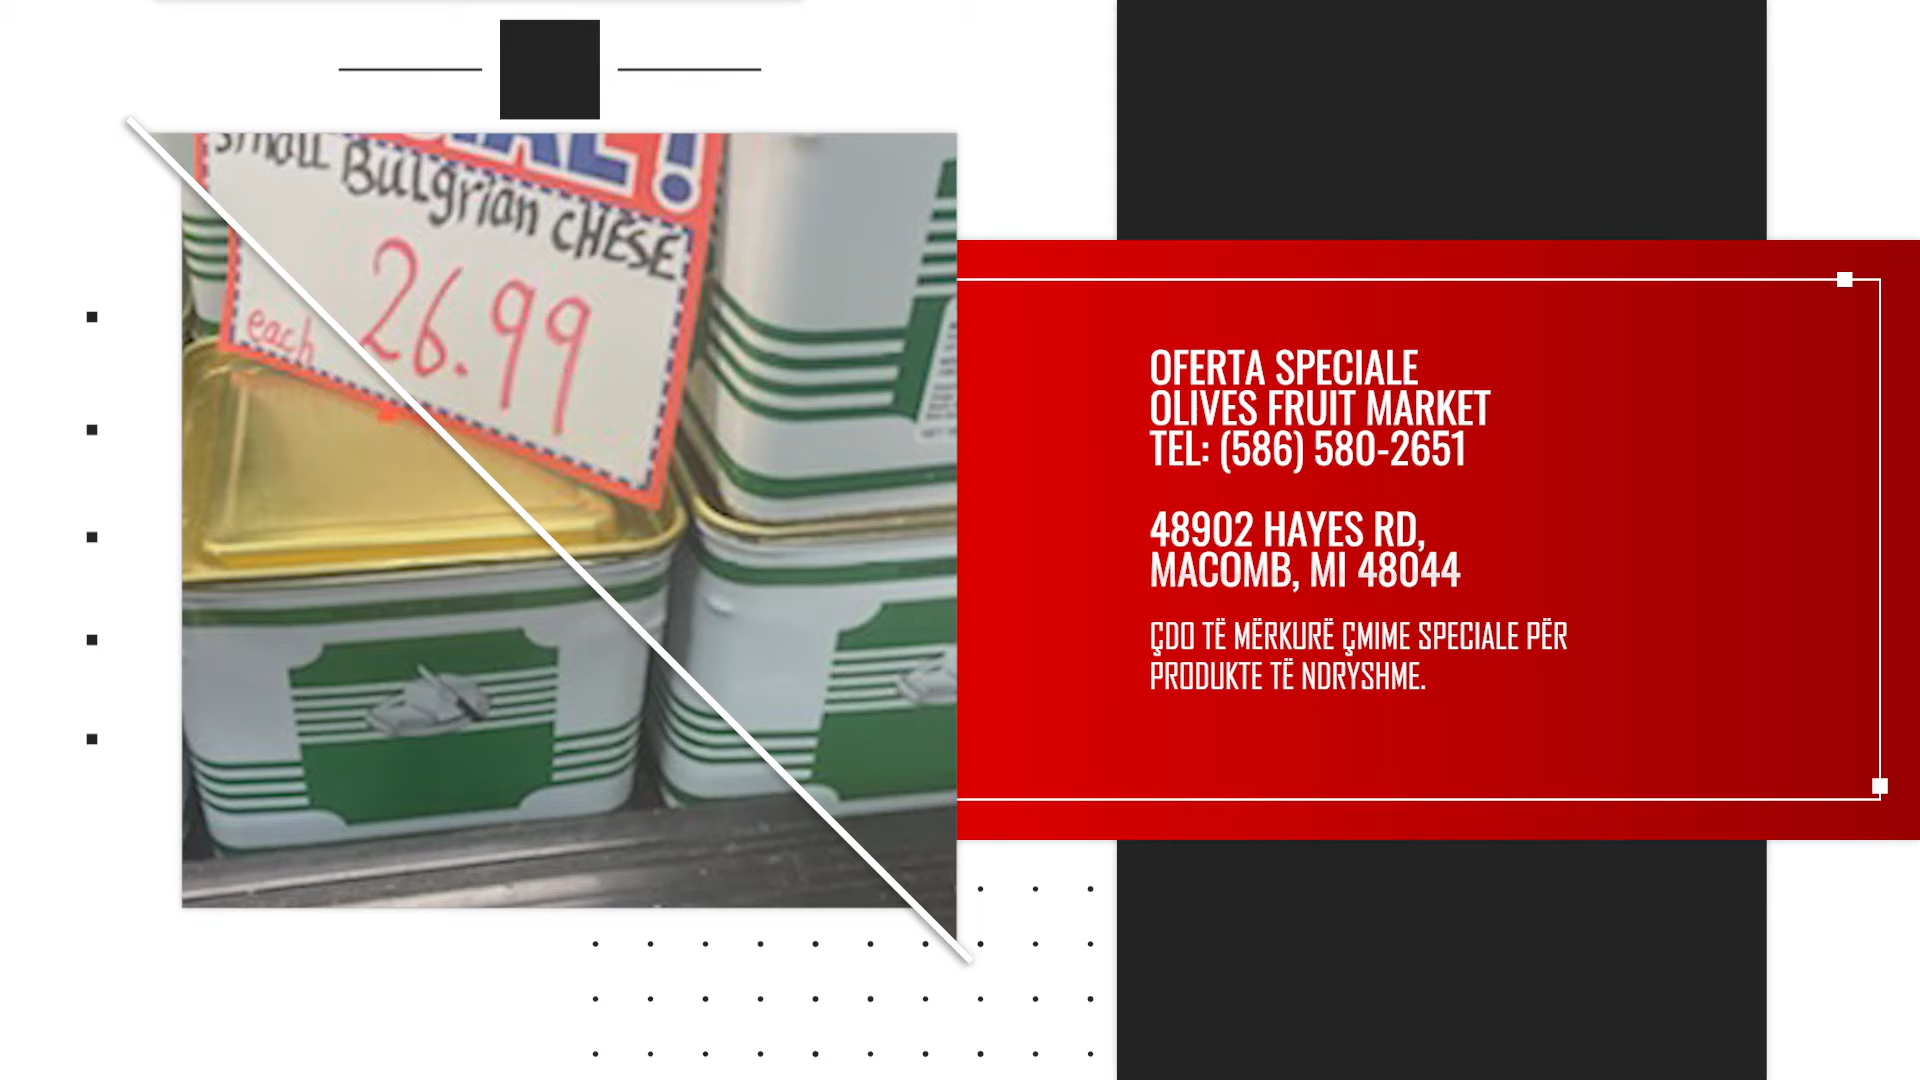 SMALL BULGRIAN CHESE
26.99
each
OFERTA SPECIALE
OLIVES FRUIT MARKET
TEL: (586) 580-2651
48902 HAYES RD,
MACOMB, MI 48044
ÇDO TË MËRKURË ÇMIME SPECIALE PËR
PRODUKTE TË NDRYSHME.